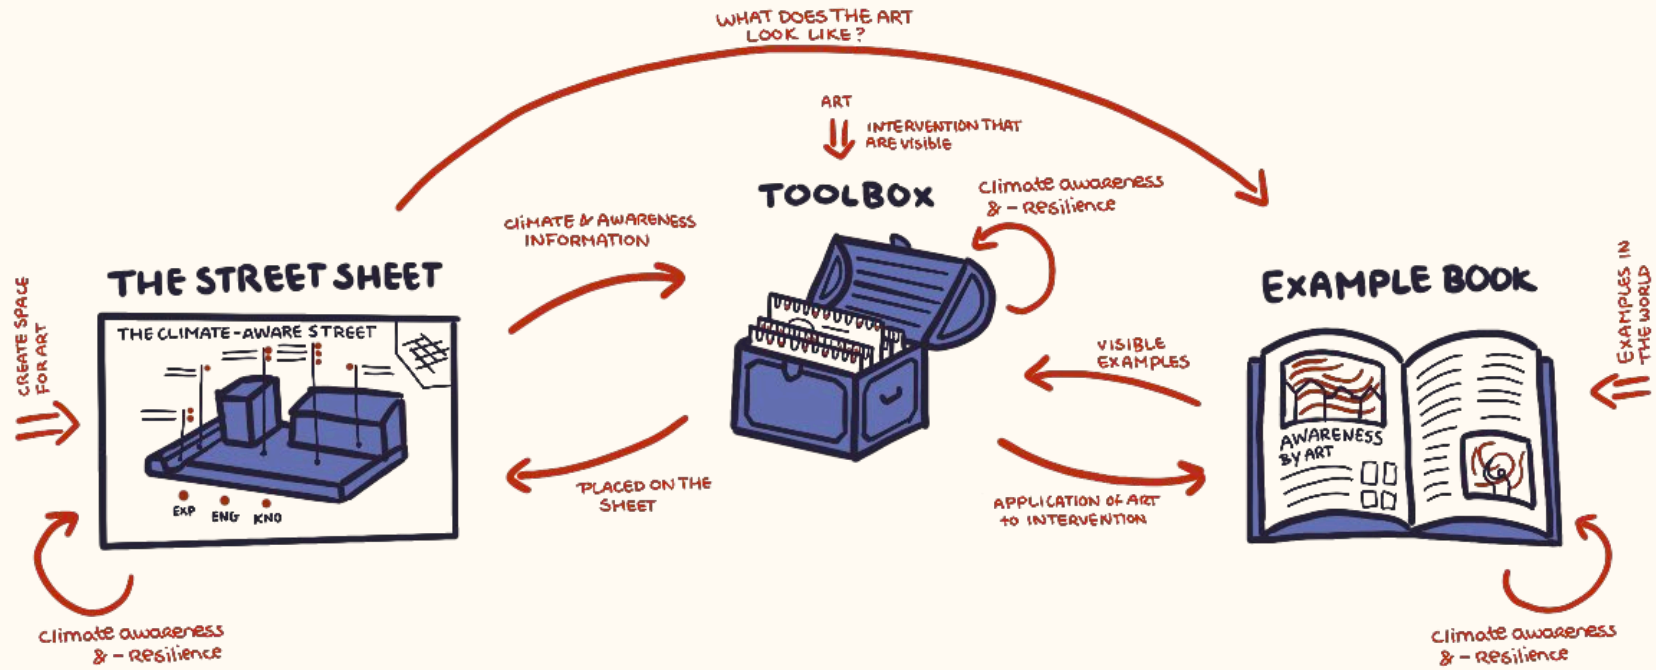 WHAT DOES THE ART
LOOK LIKE?
ART
INTERVENTION THAT
ARE VISIBLE
TOOLBOX
Climate awareness
& - Resilience
CLIMATE & AWARENESS
INFORMATION
THE STREET SHEET
THE CLIMATE-AWARE STREET
EXP
ENG
KNO
CREATE SPACE
FOR ART
Climate awareness
& - Resilience
PLACED ON THE
SHEET
VISIBLE
EXAMPLES
APPLICATION OF ART
to INTERVENTION
EXAMPLE BOOK
AWARENESS
BY ART
EXAMPLES IN
THE WORLD
Climate awareness
& - Resilience